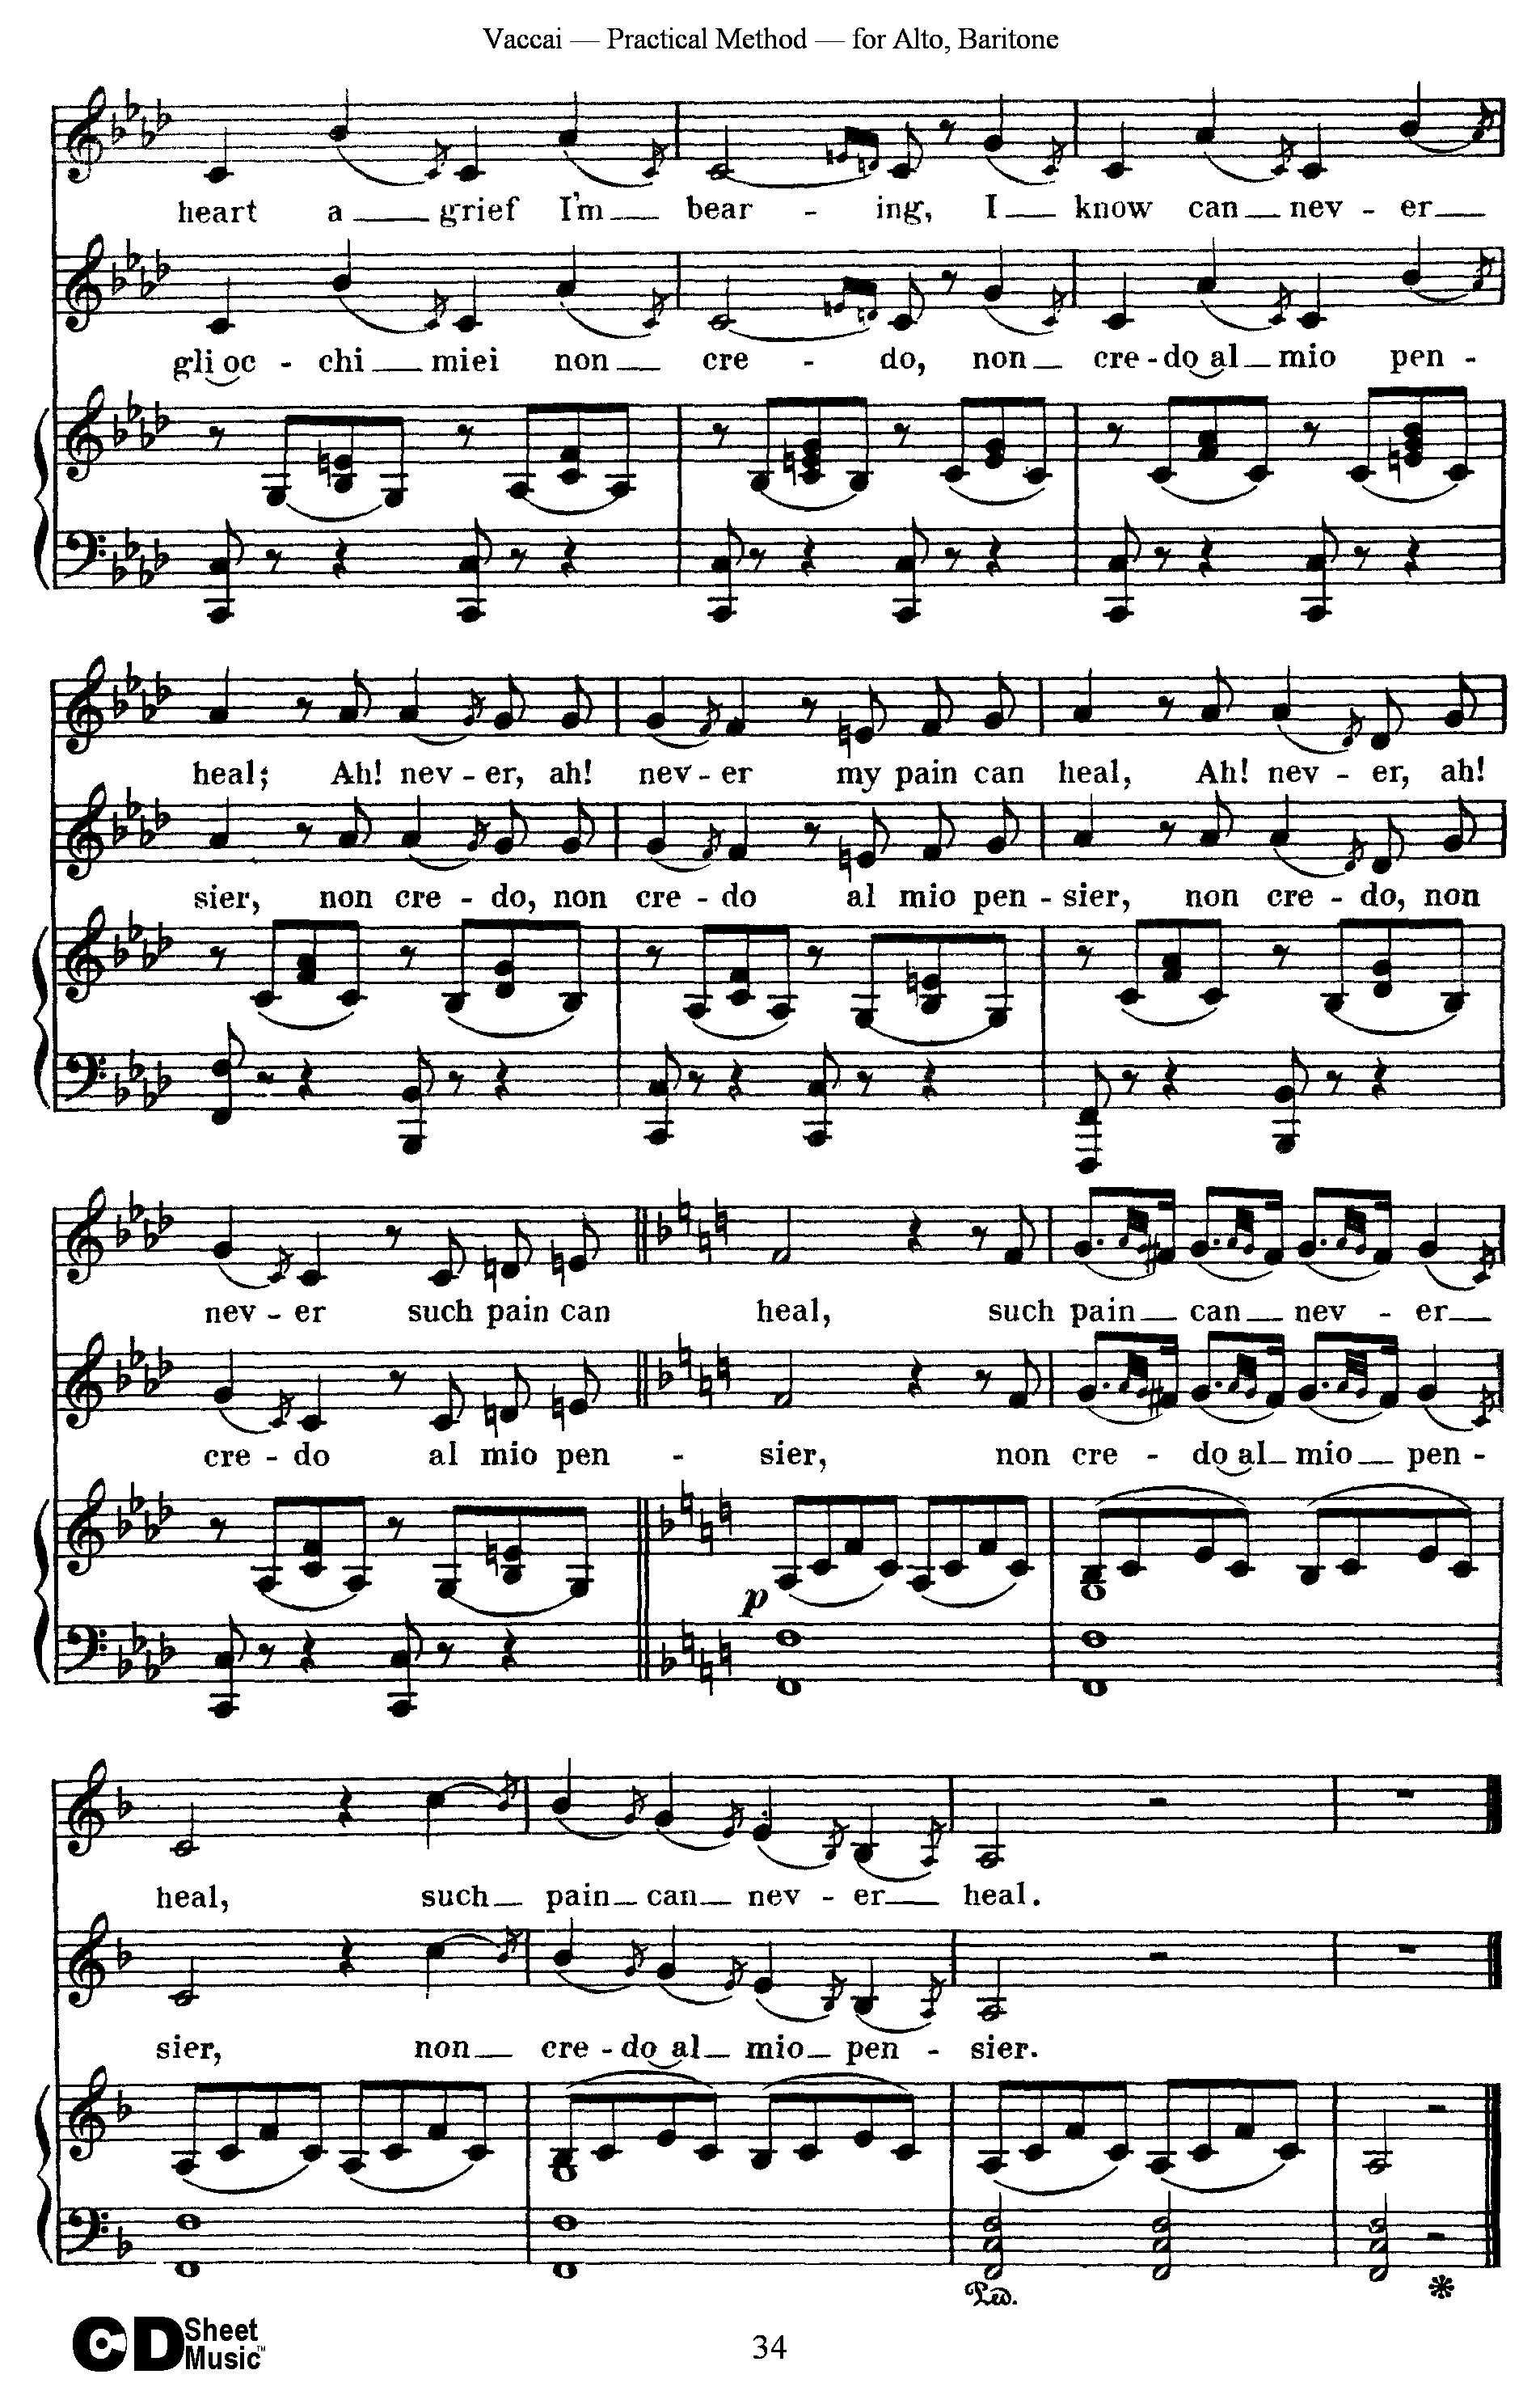 Vaccai — Practical Method — for Alto, Baritone
heart a grief I'm bear - ing, I know can nev - er
gli oc - chi miei non cre - do, non cre - do al mio pen -
heal; Ah! nev - er, ah! nev - er my pain can heal, Ah! nev - er, ah!
sier, non cre - do, non cre - do al mio pen - sier, non cre - do, non
nev - er such pain can heal, such pain can nev - er
cre - do al mio pen - sier, non cre - do al mio pen -
p
heal, such pain can nev - er heal.
sier, non cre - do al mio pen - sier.
Ped.
CD Sheet Music™
34